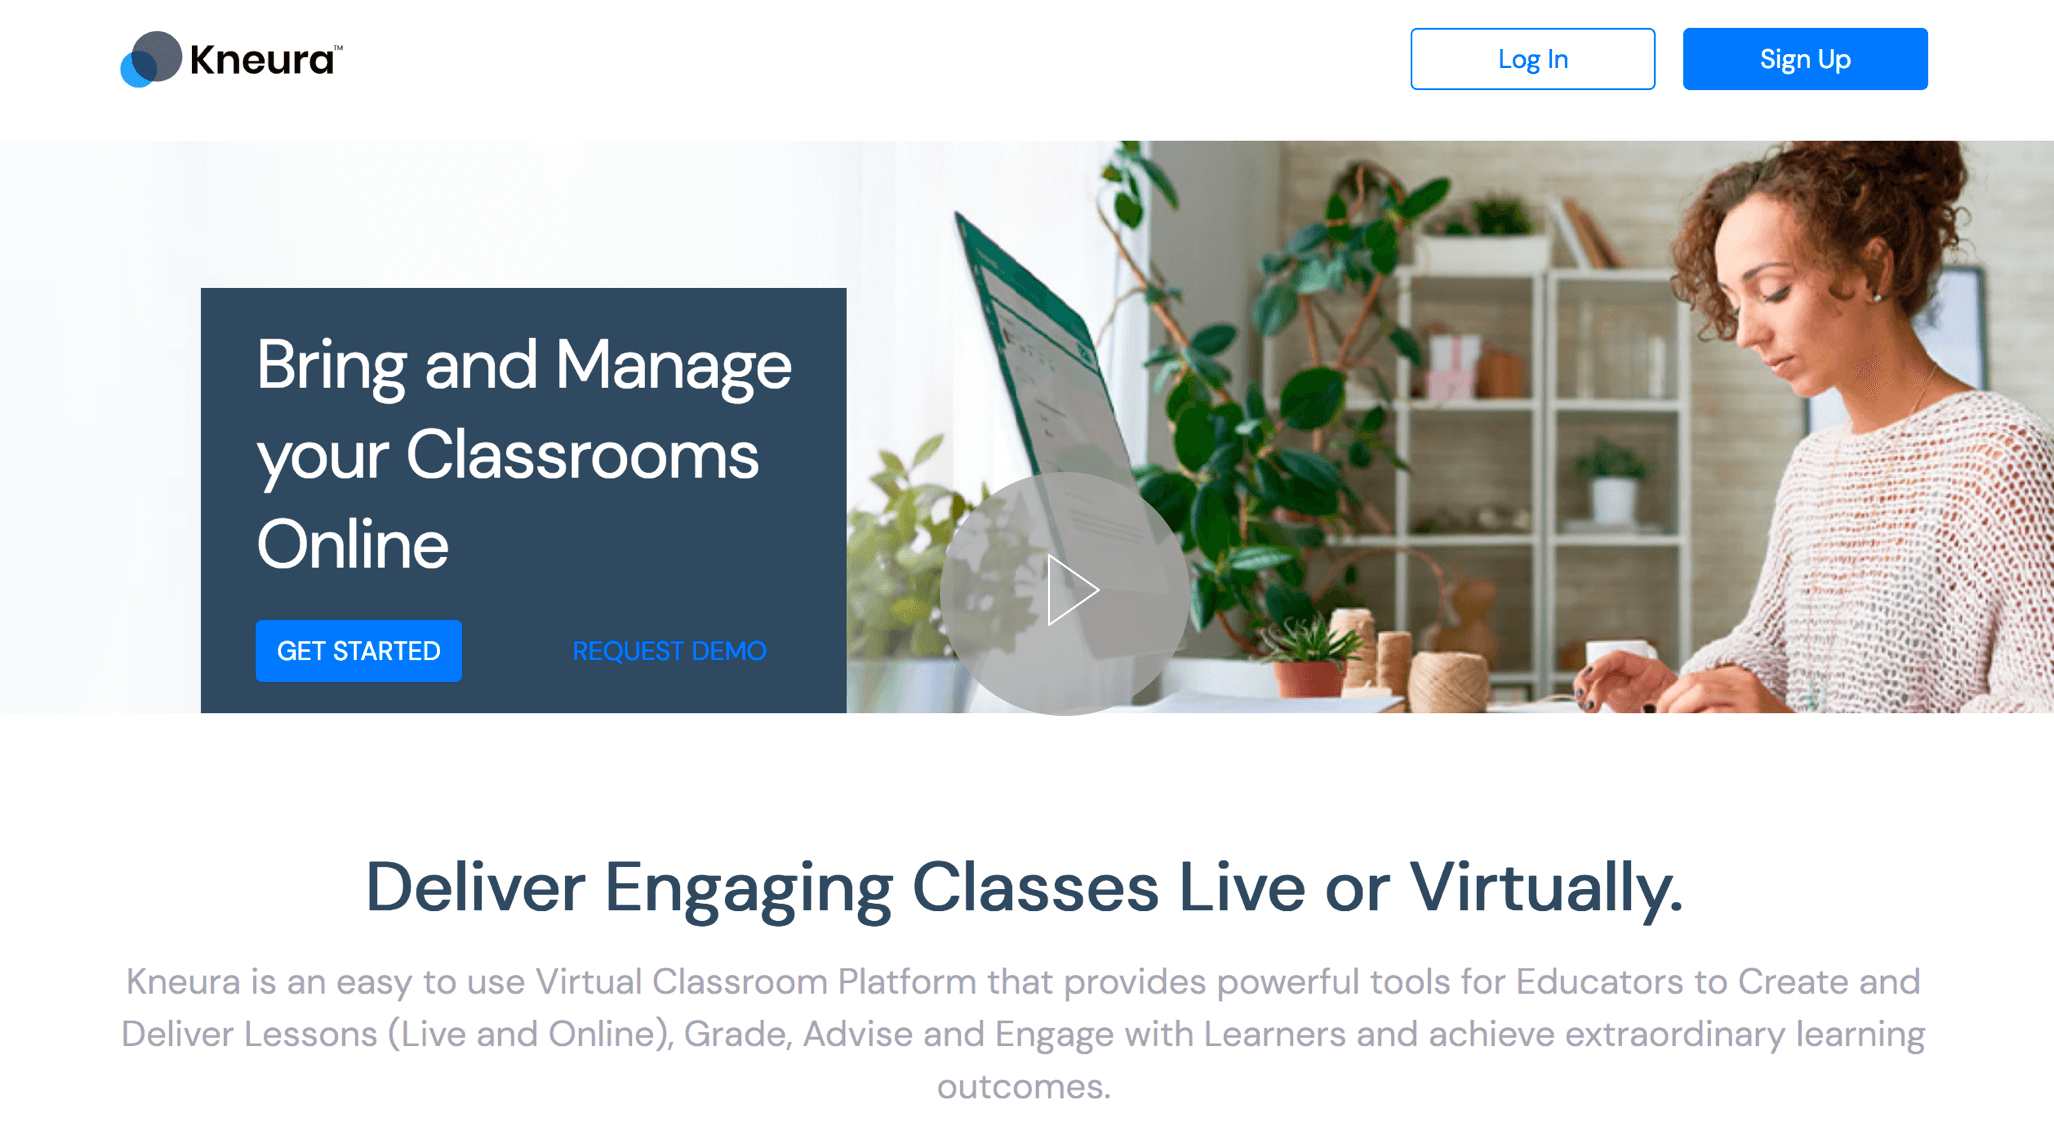 Kneura™
Log In
Sign Up
Bring and Manage
your Classrooms
Online
GET STARTED
REQUEST DEMO
Deliver Engaging Classes Live or Virtually.
Kneura is an easy to use Virtual Classroom Platform that provides powerful tools for Educators to Create and
Deliver Lessons (Live and Online), Grade, Advise and Engage with Learners and achieve extraordinary learning
outcomes.